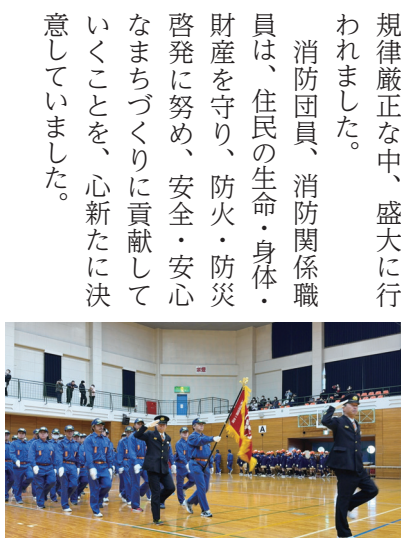 規律厳正な中、盛大に行
われました。
　消防団員、消防関係職
員は、住民の生命・身体・
財産を守り、防火・防災
啓発に努め、安全・安心
なまちづくりに貢献して
いくことを、心新たに決
意していました。
A